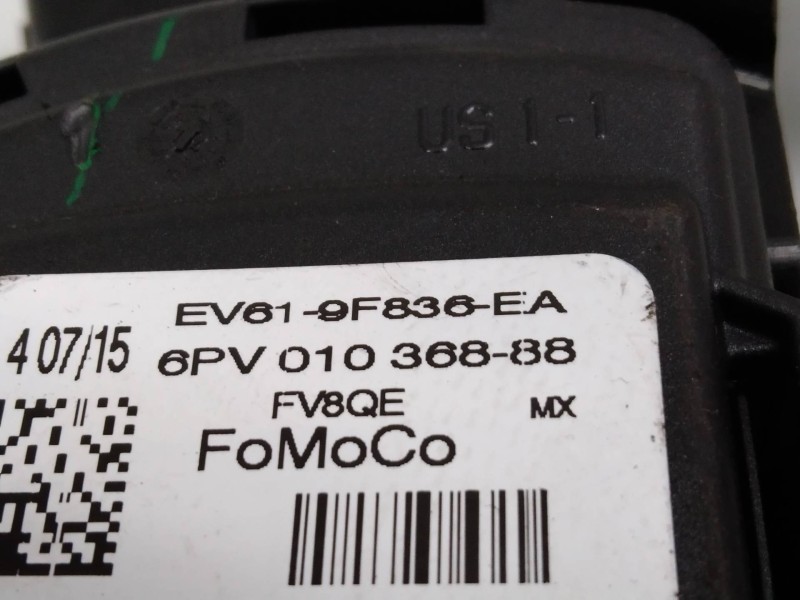 US 1-1
EV61-9F836-EA
4 07/15
6PV 010 368-88
FV8QE MX
FoMoCo